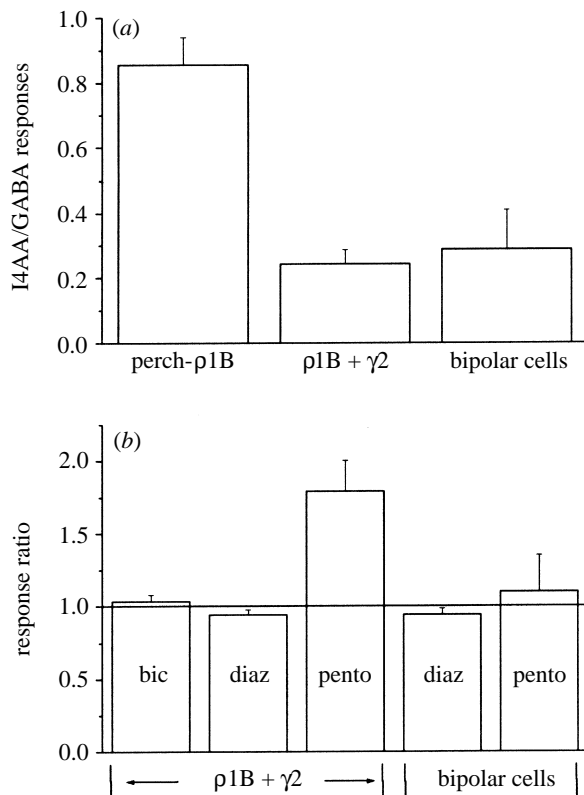 (a)
I4AA/GABA responses
1.0
0.8
0.6
0.4
0.2
0.0
perch-ρ1B
ρ1B + γ2
bipolar cells
(b)
response ratio
2.0
1.5
1.0
0.5
0.0
bic
diaz
pento
diaz
pento
ρ1B + γ2
bipolar cells